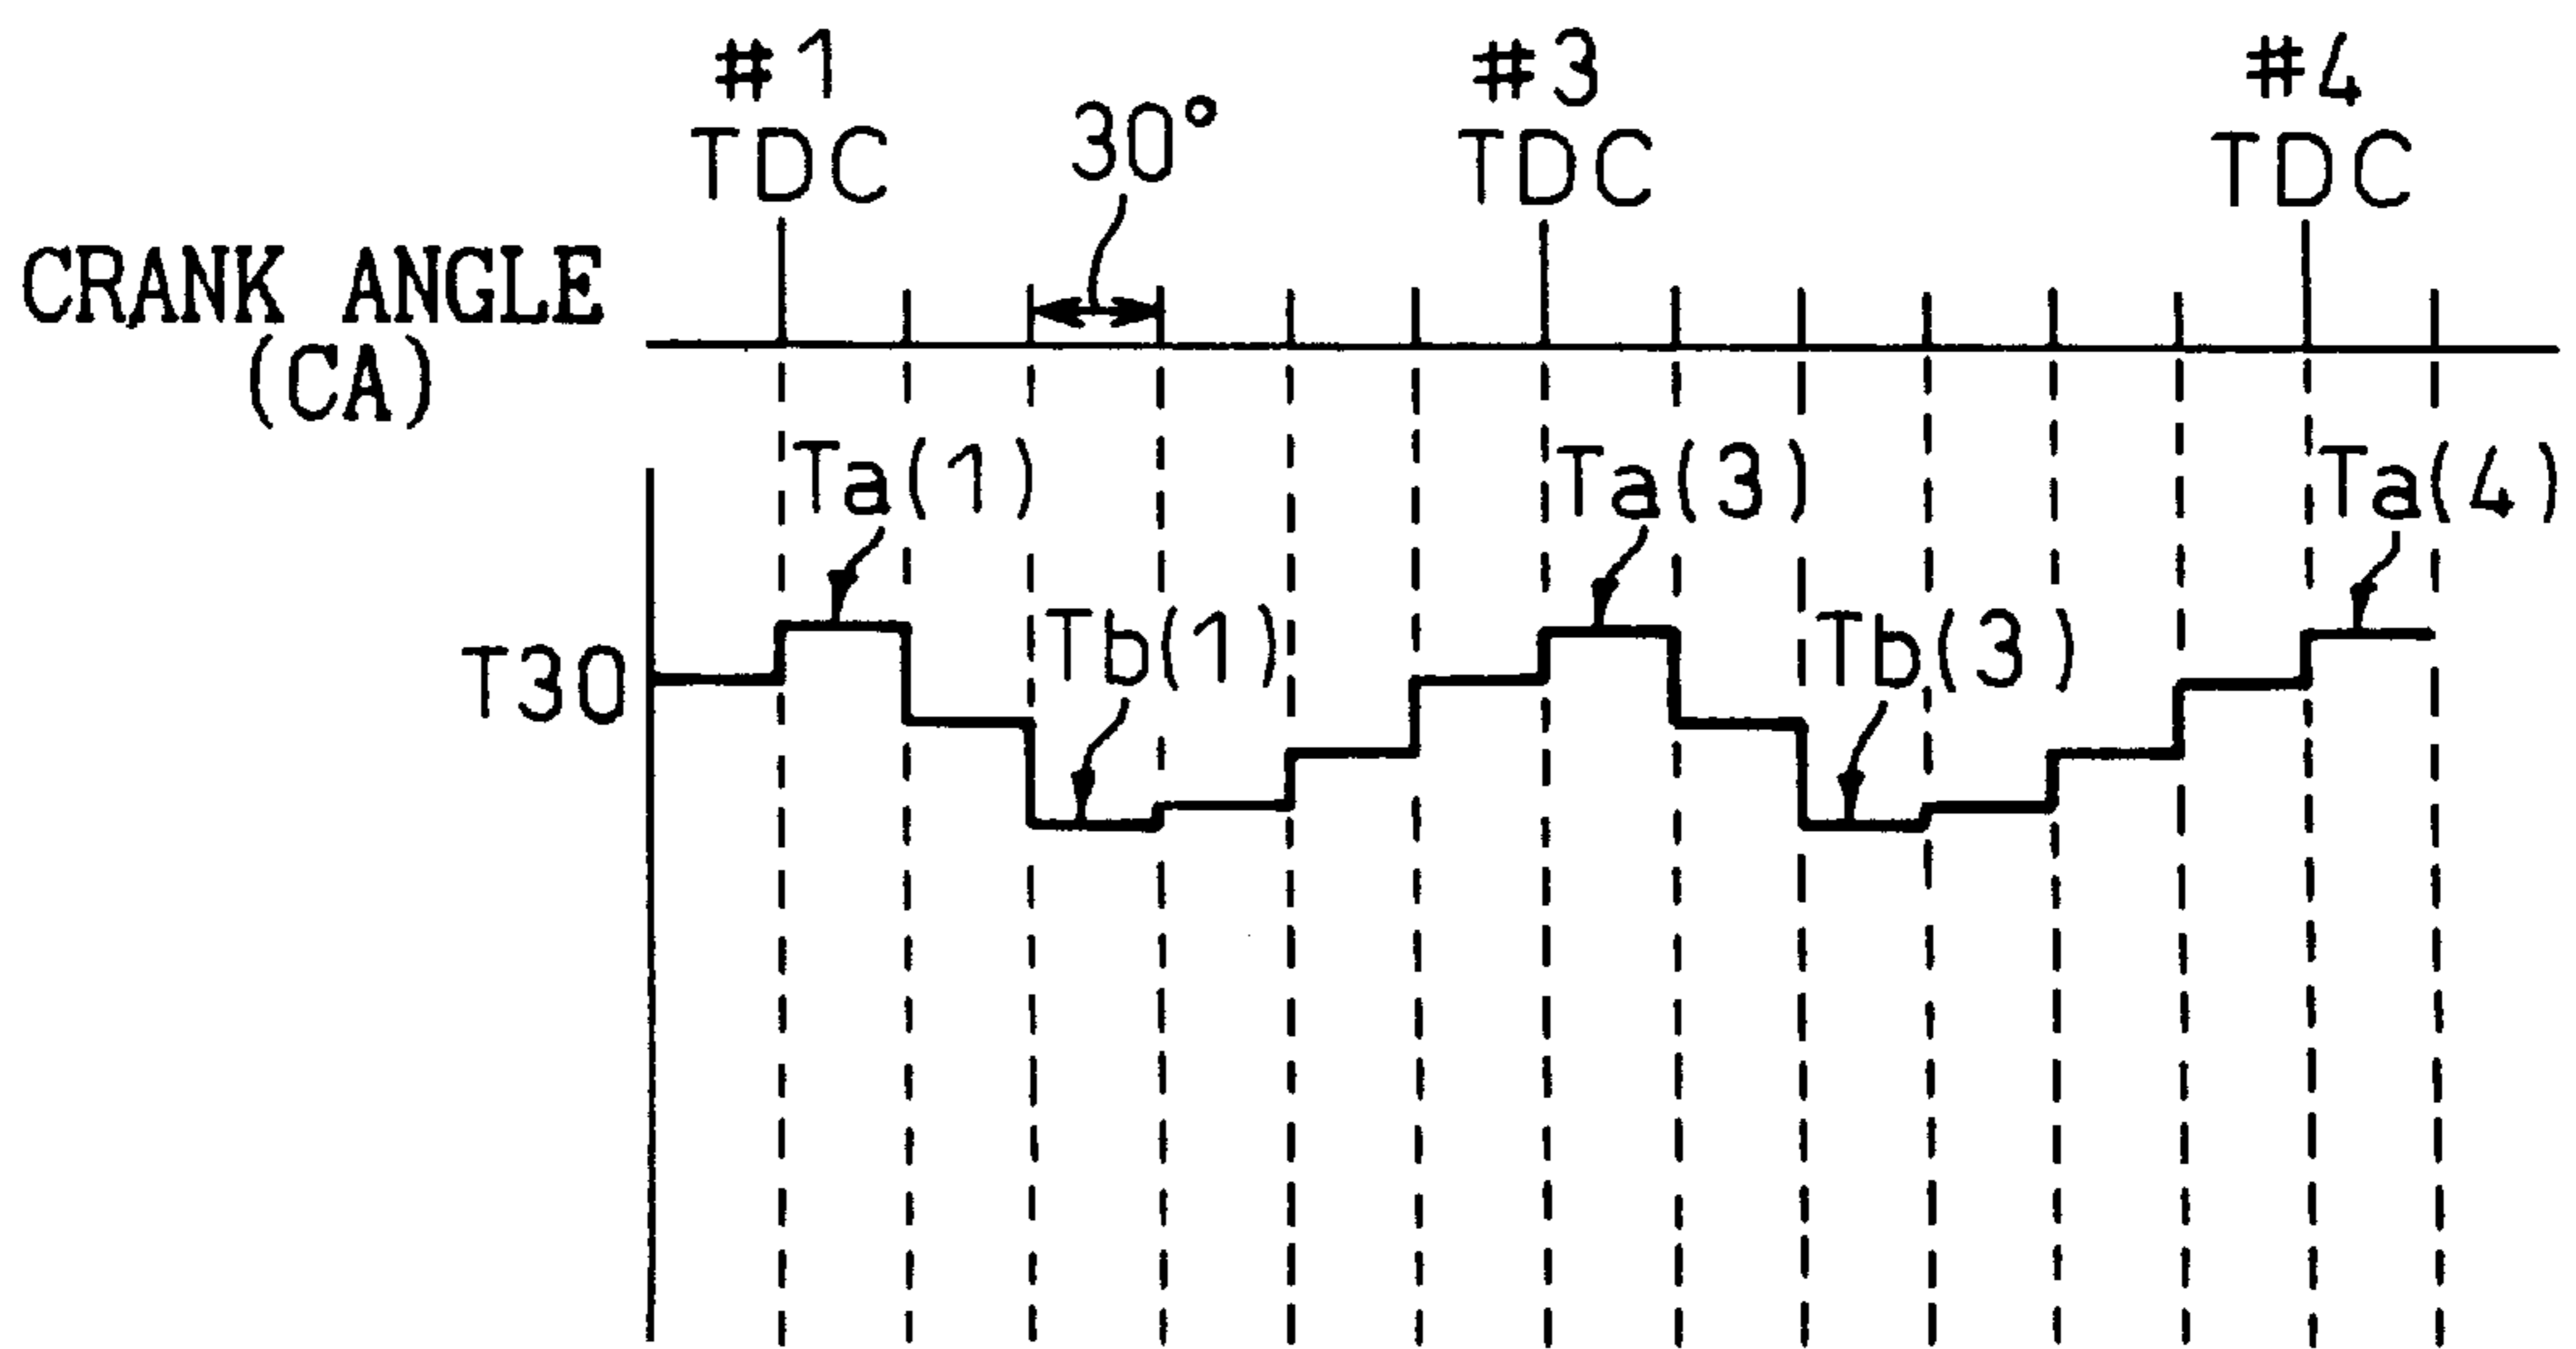 #1
TDC
30°
#3
TDC
#4
TDC
CRANK ANGLE
(CA)
Ta(1)
Ta(3)
Ta(4)
Tb(1)
Tb(3)
T30